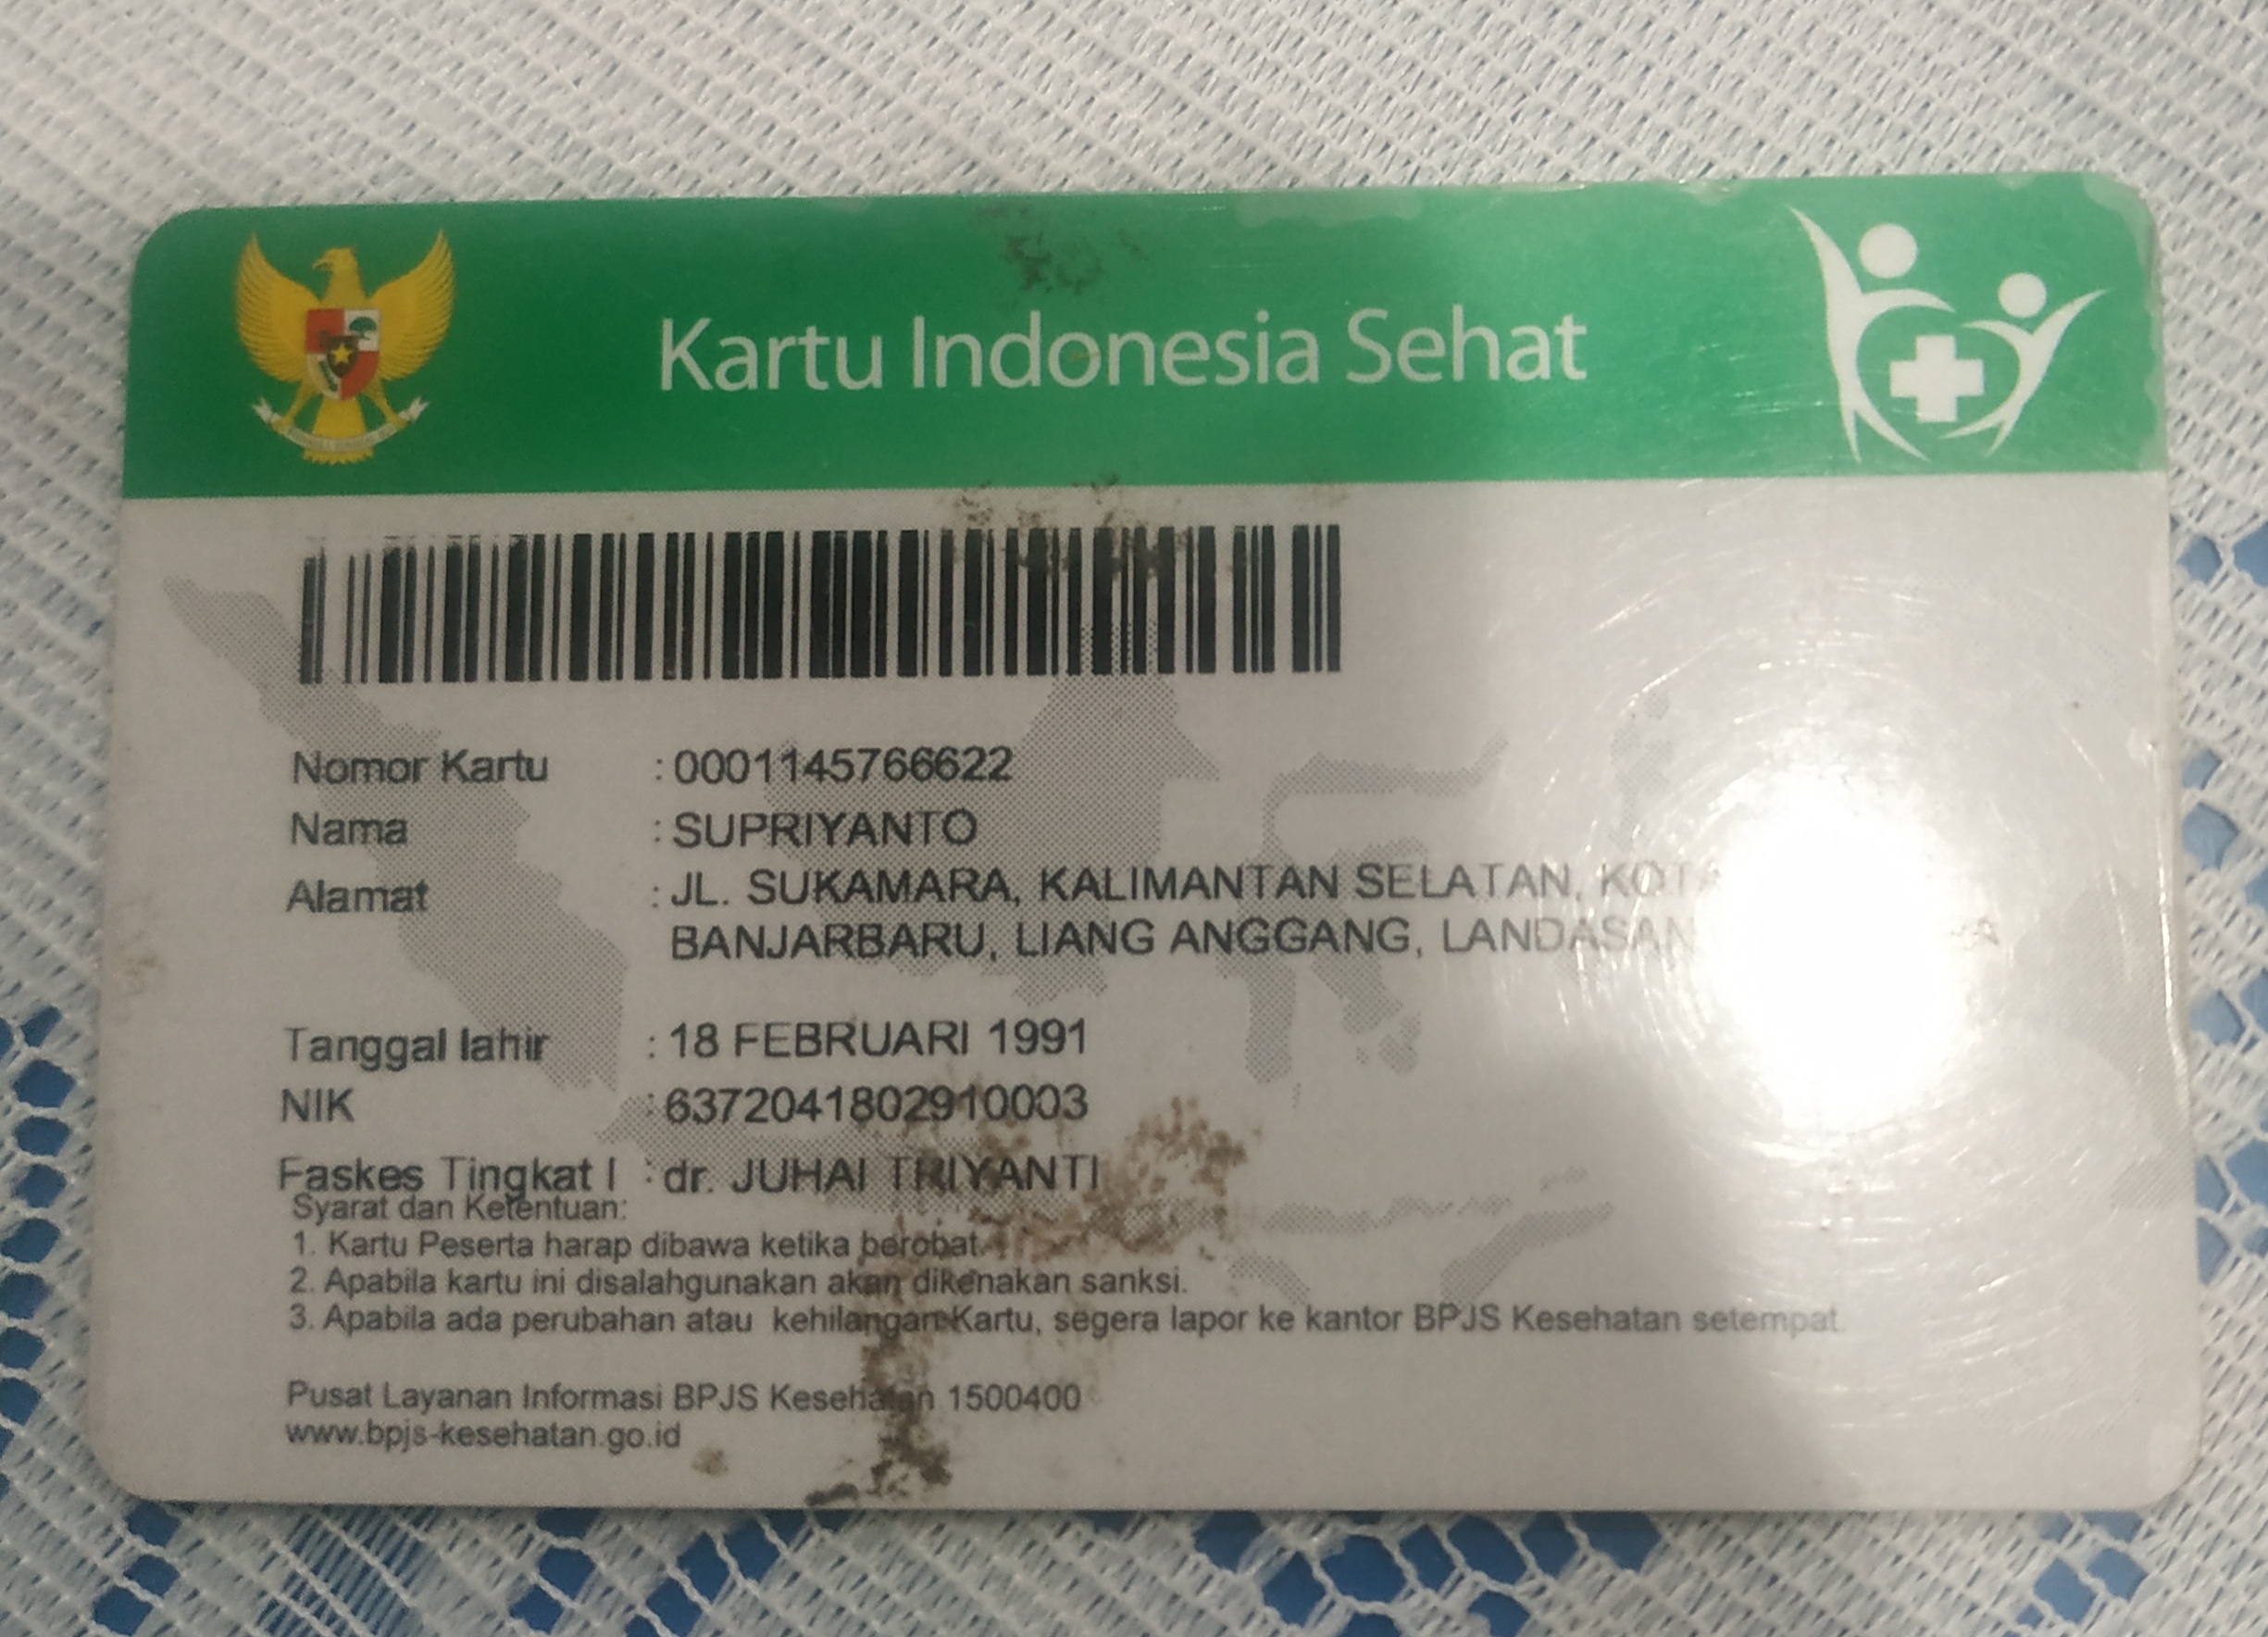 Kartu Indonesia Sehat
Nomor Kartu : 0001145766622
Nama : SUPRIYANTO
Alamat : JL. SUKAMARA, KALIMANTAN SELATAN, KOTA
BANJARBARU, LIANG ANGGANG, LANDASAN
Tanggal lahir : 18 FEBRUARI 1991
NIK : 6372041802910003
Faskes Tingkat I : dr. JUHAI TRIYANTI
Syarat dan Ketentuan:
1. Kartu Peserta harap dibawa ketika berobat.
2. Apabila kartu ini disalahgunakan akan dikenakan sanksi.
3. Apabila ada perubahan atau kehilangan Kartu, segera lapor ke kantor BPJS Kesehatan setempat.
Pusat Layanan Informasi BPJS Kesehatan 1500400
www.bpjs-kesehatan.go.id